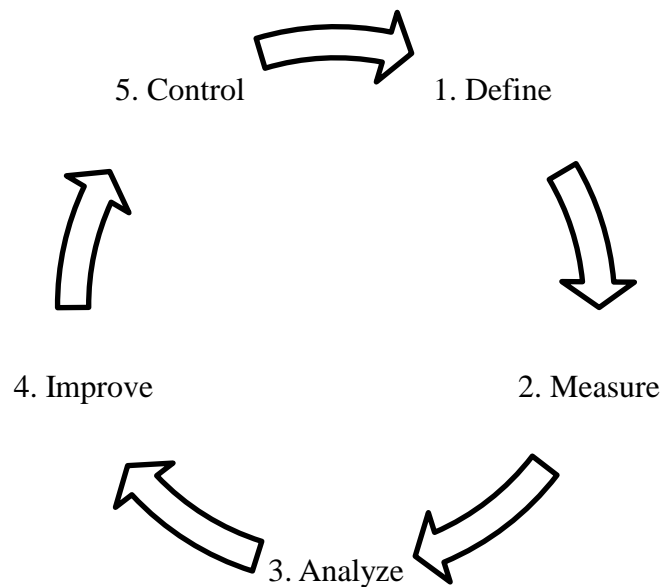 1. Define
2. Measure
3. Analyze
4. Improve
5. Control